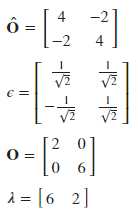 Ô = [ 4 -2 ]
[ -2 4 ]
ϵ = [ 1/√2 1/√2 ]
[ -1/√2 1/√2 ]
O = [ 2 0 ]
[ 0 6 ]
λ = [ 6 2 ]